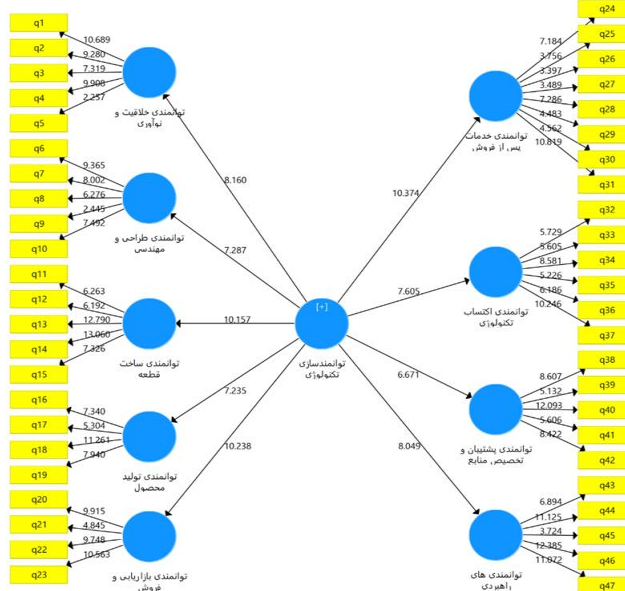 q1
q2
q3
q4
q5
10.689
9.280
7.319
9.908
2.257
توانمندی خلاقیت و
نوآوری
q6
q7
q8
q9
q10
9.365
8.002
6.276
2.445
7.492
توانمندی طراحی و
مهندسی
q11
q12
q13
q14
q15
6.263
6.192
12.790
13.060
7.326
توانمندی ساخت
قطعه
q16
q17
q18
q19
7.340
5.304
11.261
7.940
توانمندی تولید
محصول
q20
q21
q22
q23
9.915
4.845
9.748
10.563
توانمندی بازاریابی و
فروش
8.160
7.287
10.157
7.235
10.238
[+]
توانمندسازی
تکنولوژی
10.374
7.605
6.671
8.049
q24
q25
q26
q27
q28
q29
q30
q31
7.184
3.756
3.397
3.489
7.286
4.483
4.562
10.819
توانمندی خدمات
پس از فروش
q32
q33
q34
q35
q36
q37
5.729
5.605
8.581
5.226
6.186
10.246
توانمندی اکتساب
تکنولوژی
q38
q39
q40
q41
q42
8.607
5.132
12.093
5.606
8.422
توانمندی پشتیبان و
تخصیص منابع
q43
q44
q45
q46
q47
6.894
11.125
3.724
12.385
11.072
توانمندی های
راهبردی